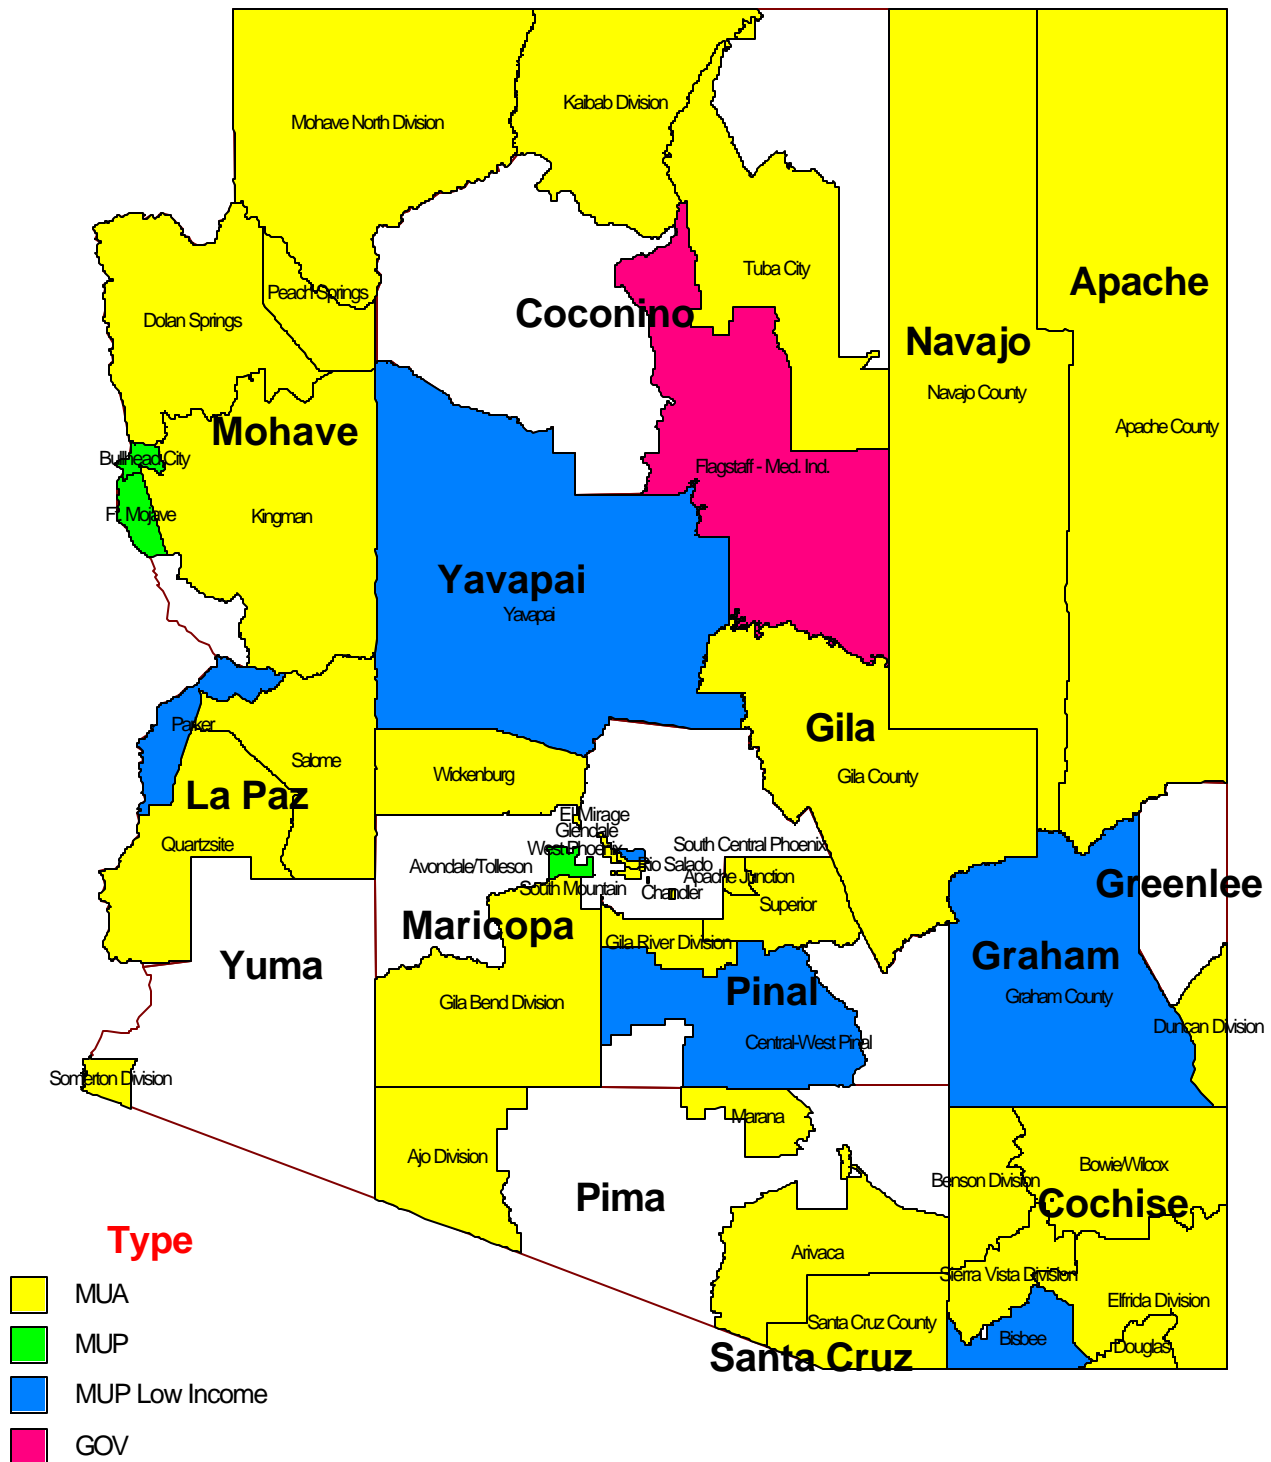 Kaibab Division
Mohave North Division
Tuba City
Apache
Peach Springs
Coconino
Dolan Springs
Navajo
Navajo County
Mohave
Apache County
Bullhead City
Flagstaff - Med. Ind.
Ft. Mojave
Kingman
Yavapai
Yavapai
Parker
Gila
Salome
Wickenburg
Gila County
La Paz
El Mirage
Glendale
Quartzsite
West Phoenix
South Central Phoenix
Avondale/Tolleson
Rio Salado
Apache Junction
South Mountain
Chandler
Greenlee
Superior
Maricopa
Gila River Division
Graham
Yuma
Pinal
Graham County
Gila Bend Division
Duncan Division
Central-West Pinal
Somerton Division
Marana
Ajo Division
Bowie/Wilcox
Benson Division
Pima
Cochise
Type
Arivaca
Sierra Vista Division
MUA
Elfrida Division
Santa Cruz County
Bisbee
MUP
Douglas
Santa Cruz
MUP Low Income
GOV